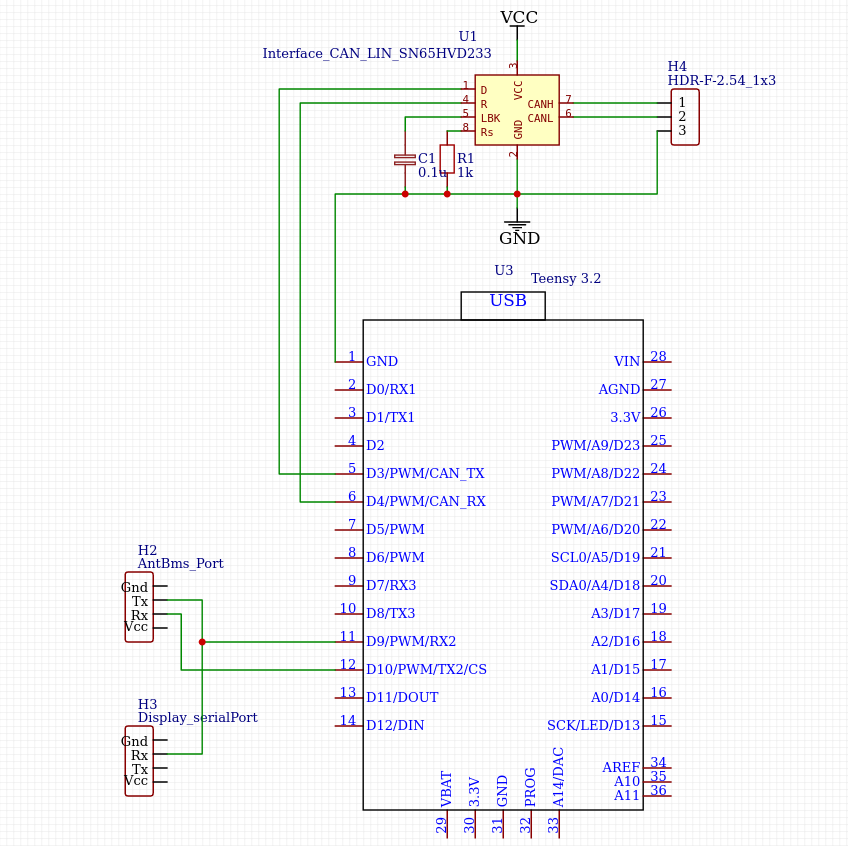 VCC
U1
Interface_CAN_LIN_SN65HVD233
3
1 D
4 R
5 LBK
8 Rs
VCC
GND
CANH 7
CANL 6
2
H4
HDR-F-2.54_1x3
1
2
3
C1
0.1u
R1
1k
GND
U3
Teensy 3.2
USB
1 GND
2 D0/RX1
3 D1/TX1
4 D2
5 D3/PWM/CAN_TX
6 D4/PWM/CAN_RX
7 D5/PWM
8 D6/PWM
9 D7/RX3
10 D8/TX3
11 D9/PWM/RX2
12 D10/PWM/TX2/CS
13 D11/DOUT
14 D12/DIN
VIN 28
AGND 27
3.3V 26
PWM/A9/D23 25
PWM/A8/D22 24
PWM/A7/D21 23
PWM/A6/D20 22
SCL0/A5/D19 21
SDA0/A4/D18 20
A3/D17 19
A2/D16 18
A1/D15 17
A0/D14 16
SCK/LED/D13 15
AREF 34
A10 35
A11 36
29 VBAT
30 3.3V
31 GND
32 PROG
33 A14/DAC
H2
AntBms_Port
Gnd
Tx
Rx
Vcc
H3
Display_serialPort
Gnd
Rx
Tx
Vcc